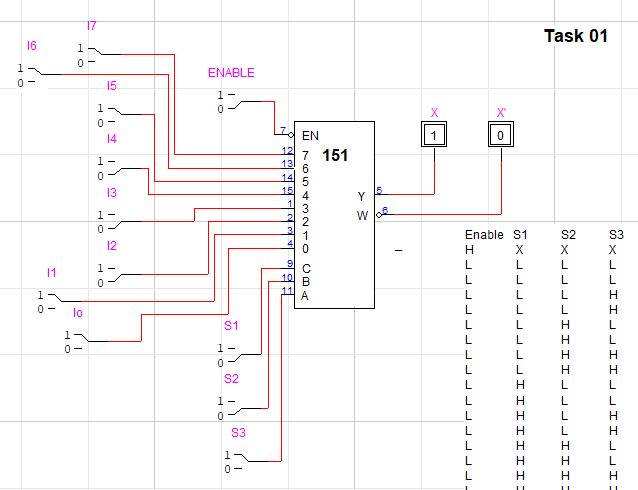 Task 01
I7
1
0
I6
1
0
ENABLE
1
0
I5
1
0
I4
1
0
I3
1
0
I2
1
0
I1
1
0
Io
1
0
S1
1
0
S2
1
0
S3
1
0
151
7 EN
12 7
13 6
14 5
15 4
1 3
2 2
3 1
4 0
9 C
10 B
11 A
Y 5
W 6
X
1
X'
0
Enable S1 S2 S3
H X X X
L L L L
L L L L
L L L H
L L L H
L L H L
L L H L
L L H H
L L H H
L H L L
L H L L
L H L H
L H L H
L H H L
L H H L
L H H H